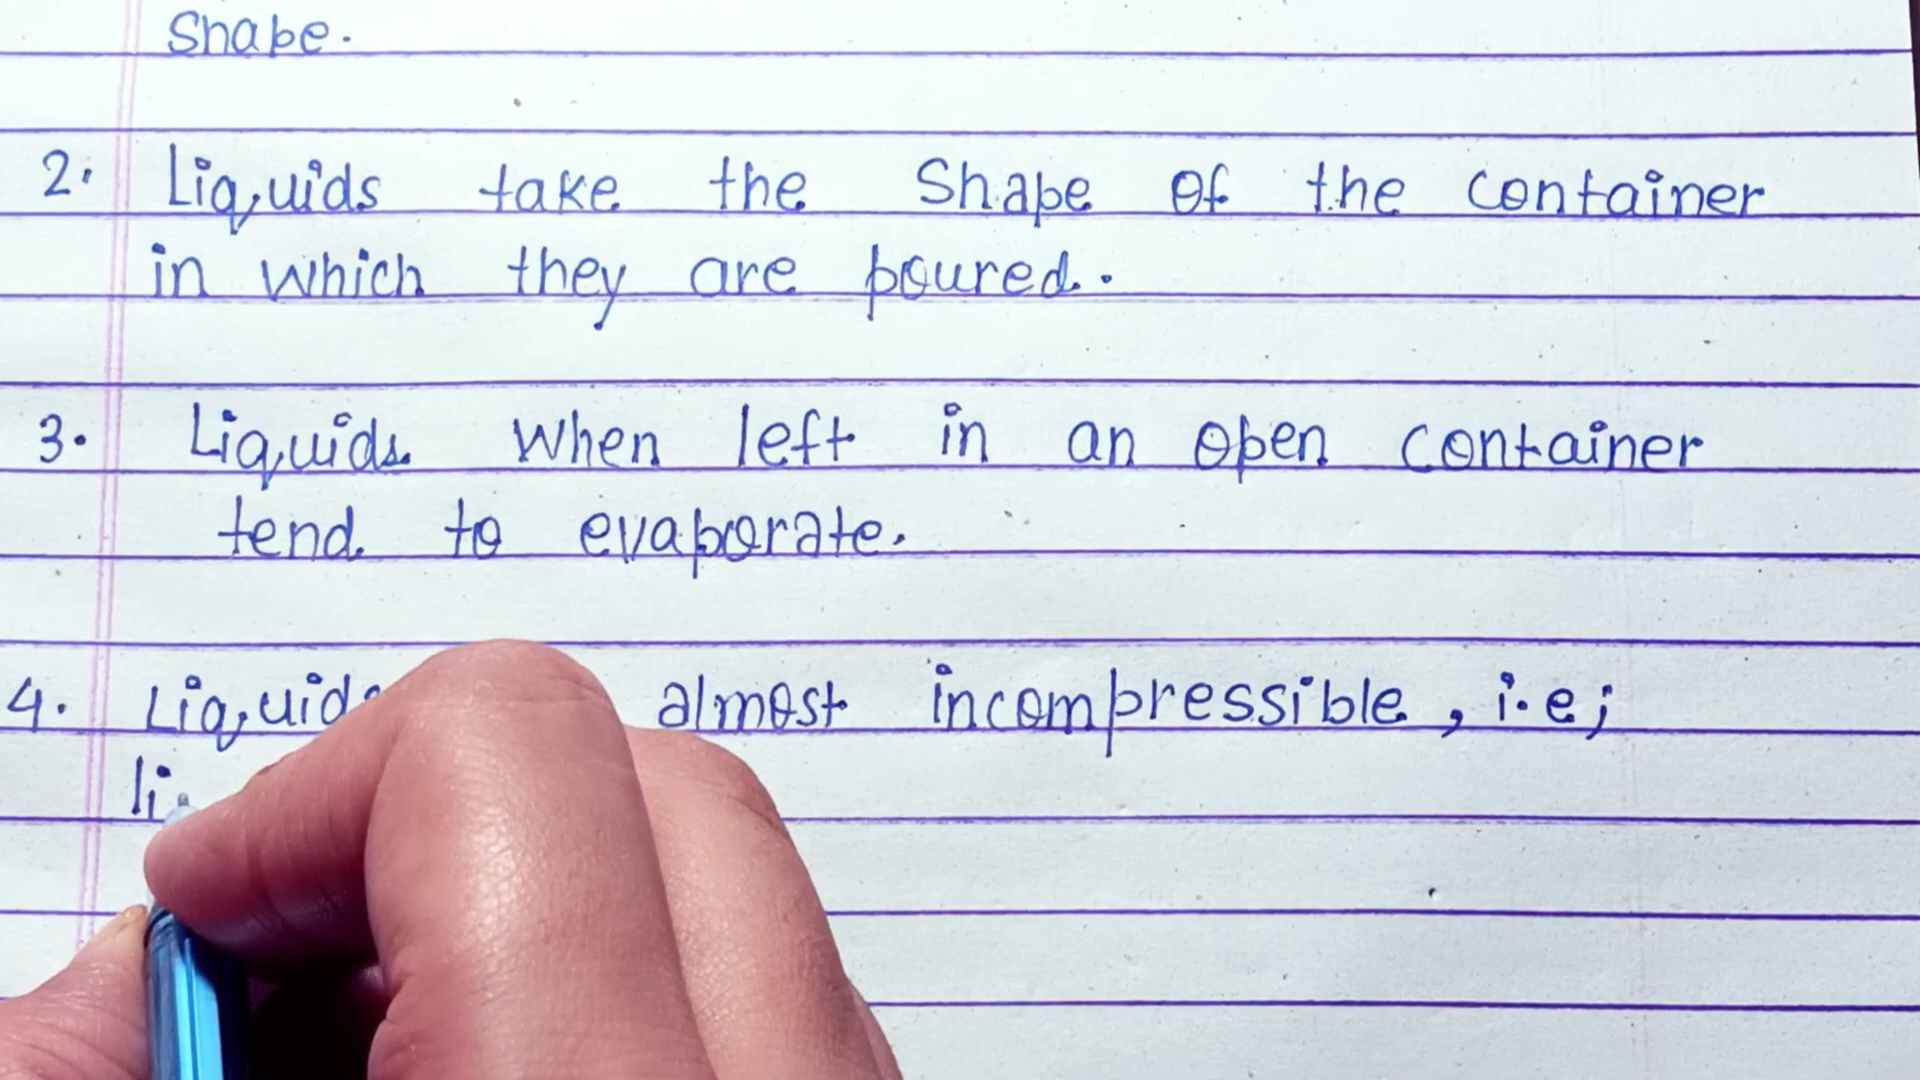 Shape.
2. Liquids take the Shape of the container
in which they are poured.
3. Liquids when left in an open container
tend to evaporate.
4. Liquids almost incompressible, i.e;
li